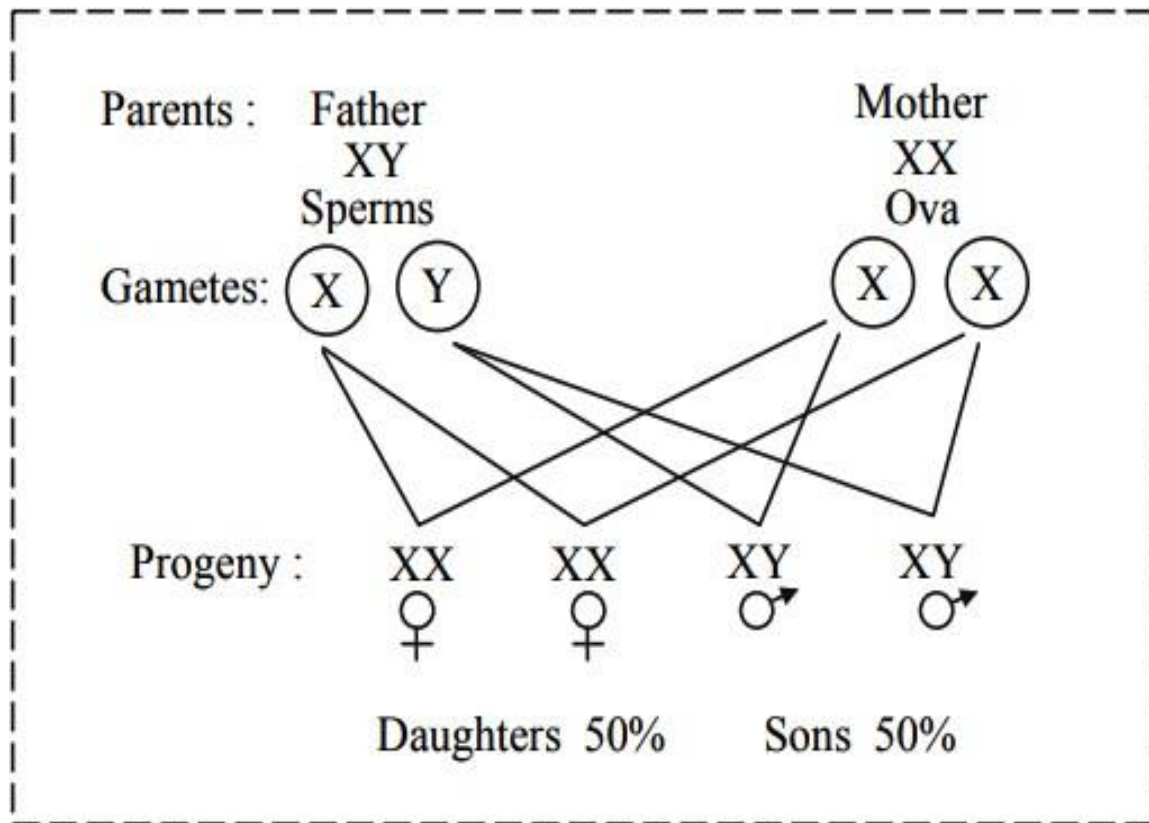 Parents : Father Mother
XY XX
Sperms Ova
Gametes: X Y X X
Progeny : XX XX XY XY
Daughters 50% Sons 50%